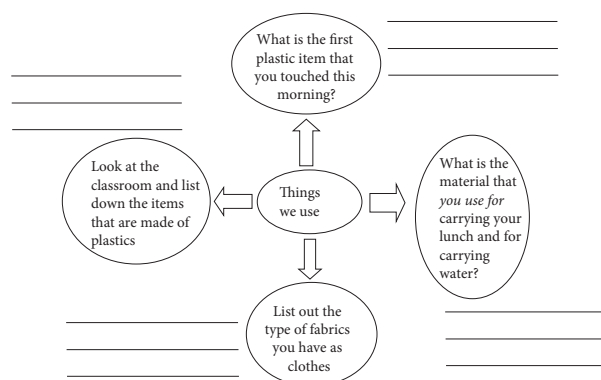 What is the first
plastic item that
you touched this
morning?
Look at the
classroom and list
down the items
that are made of
plastics
Things
we use
What is the
material that
you use for
carrying your
lunch and for
carrying
water?
List out the
type of fabrics
you have as
clothes